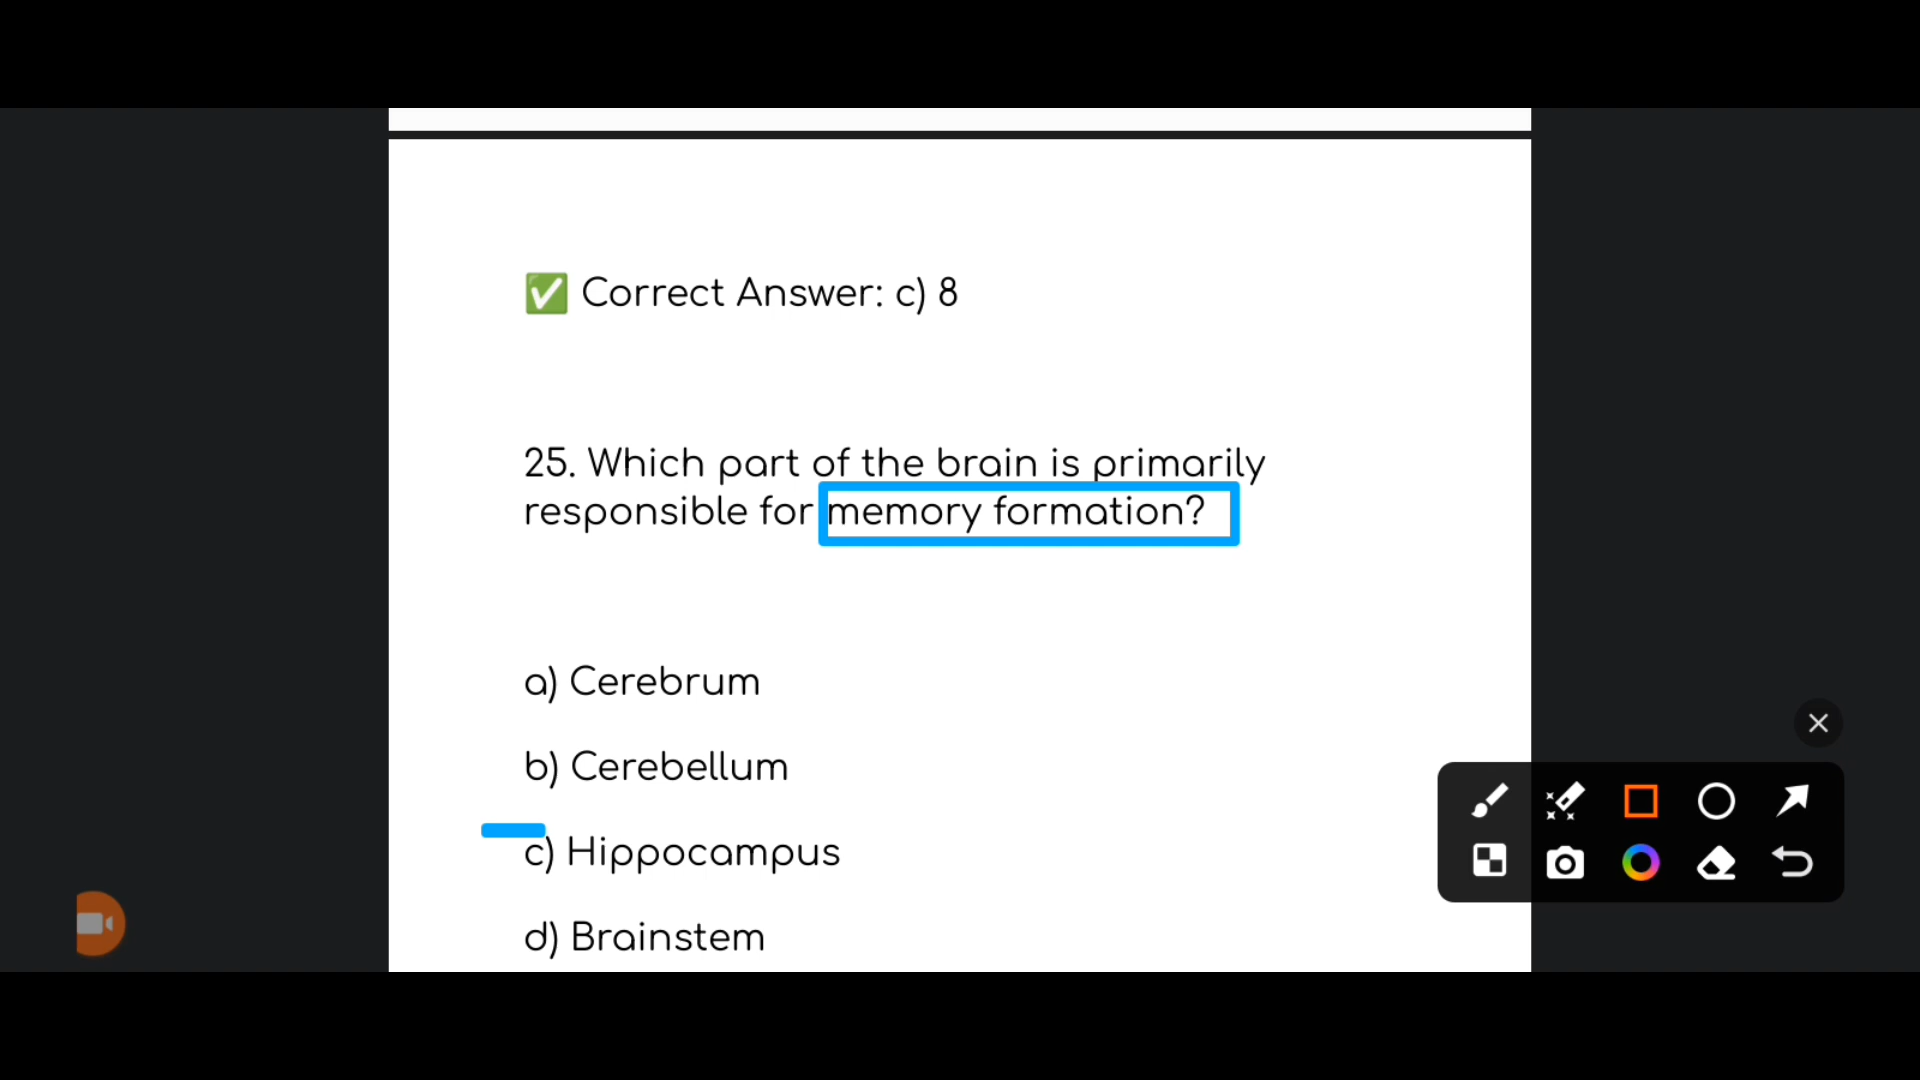 ✅ Correct Answer: c) 8
25. Which part of the brain is primarily
responsible for memory formation?
a) Cerebrum
b) Cerebellum
c) Hippocampus
d) Brainstem